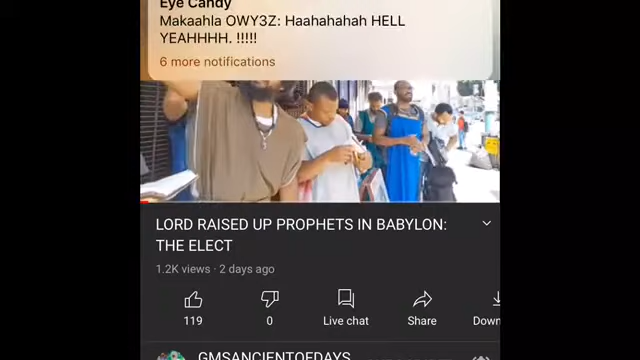 Eye Candy
Makaahla OWY3Z: Haahahahah HELL
YEAHHHH. !!!!!
6 more notifications
LORD RAISED UP PROPHETS IN BABYLON:
THE ELECT
1.2K views · 2 days ago
119
0
Live chat
Share
Down
GMSANCIENTOFDAYS